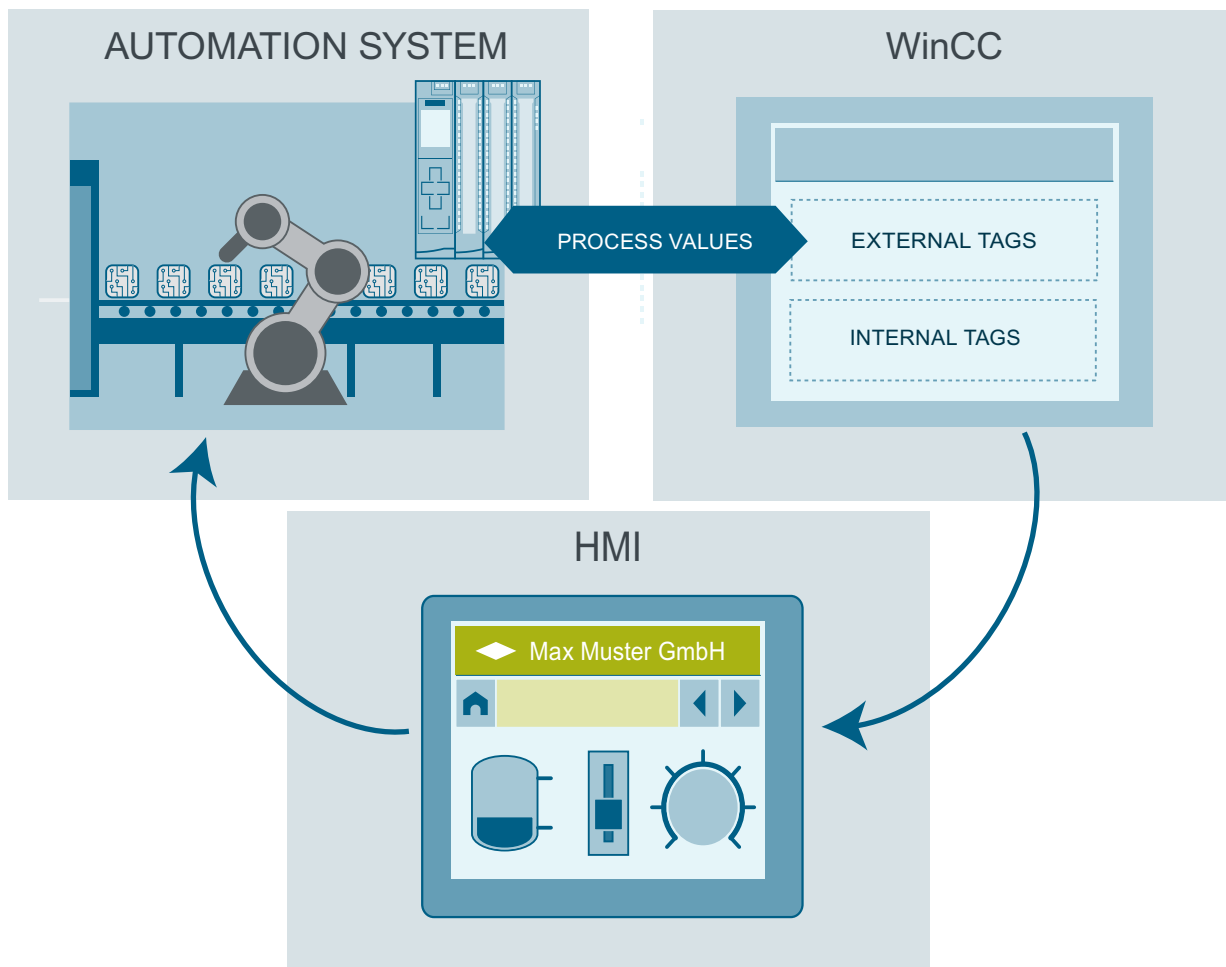 AUTOMATION SYSTEM
WinCC
PROCESS VALUES
EXTERNAL TAGS
INTERNAL TAGS
HMI
Max Muster GmbH